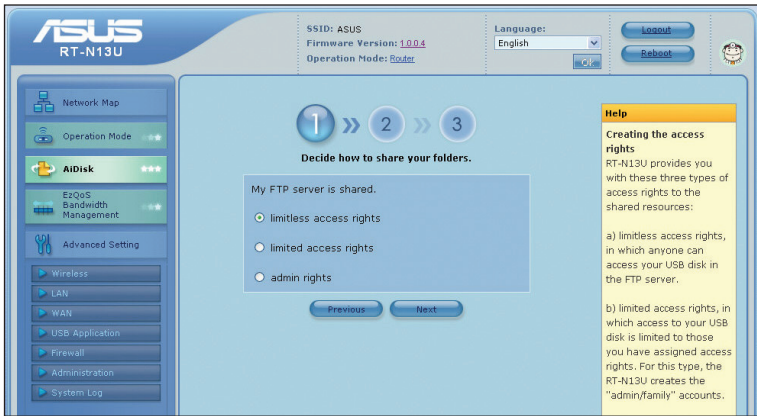 ASUS
RT-N13U
SSID: ASUS
Firmware Version: 1.0.0.4
Operation Mode: Router
Language:
English
OK
Logout
Reboot
Network Map
Operation Mode
AiDisk
EzQoS
Bandwidth
Management
Advanced Setting
Wireless
LAN
WAN
USB Application
Firewall
Administration
System Log
1 » 2 » 3
Decide how to share your folders.
My FTP server is shared.
limitless access rights
limited access rights
admin rights
Previous
Next
Help
Creating the access
rights
RT-N13U provides you
with these three types of
access rights to the
shared resources:
a) limitless access rights,
in which anyone can
access your USB disk in
the FTP server.
b) limited access rights, in
which access to your USB
disk is limited to those
you have assigned access
rights. For this type, the
RT-N13U creates the
"admin/family" accounts.